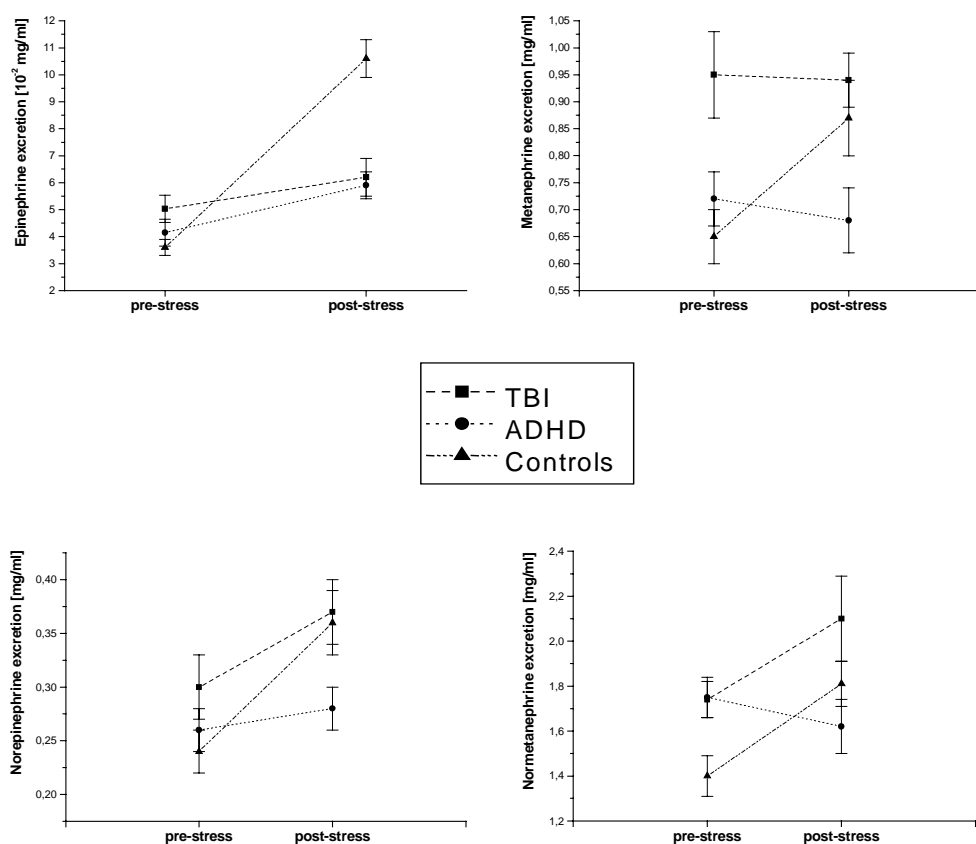 Epinephrine excretion [10⁻² mg/ml]
12
11
10
9
8
7
6
5
4
3
2
pre-stress
post-stress
Metanephrine excretion [mg/ml]
1,05
1,00
0,95
0,90
0,85
0,80
0,75
0,70
0,65
0,60
0,55
pre-stress
post-stress
TBI
ADHD
Controls
Norepinephrine excretion [mg/ml]
0,40
0,35
0,30
0,25
0,20
pre-stress
post-stress
Normetanephrine excretion [mg/ml]
2,4
2,2
2,0
1,8
1,6
1,4
1,2
pre-stress
post-stress